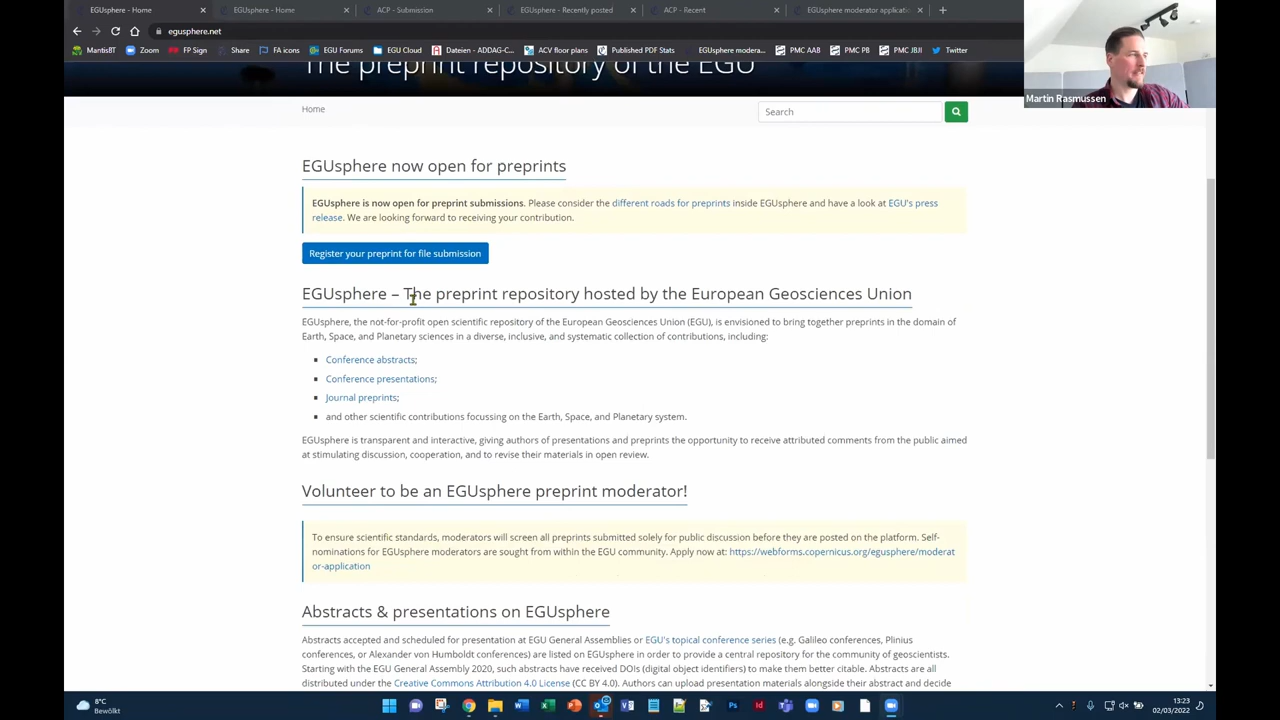 EGUsphere - Home
EGUsphere - Home
ACP - Submission
EGUsphere - Recently posted
ACP - Recent
EGUsphere moderator applicatio
egusphere.net
MantisBT
Zoom
FP Sign
Share
FA icons
EGU Forums
EGU Cloud
Dateien - ADDAG-C...
ACV floor plans
Published PDF Stats
EGUsphere modera...
PMC AAB
PMC PB
PMC JBJI
Twitter
The preprint repository of the EGU
Martin Rasmussen
Home
Search
EGUsphere now open for preprints
EGUsphere is now open for preprint submissions. Please consider the different roads for preprints inside EGUsphere and have a look at EGU's press
release. We are looking forward to receiving your contribution.
Register your preprint for file submission
EGUsphere – The preprint repository hosted by the European Geosciences Union
EGUsphere, the not-for-profit open scientific repository of the European Geosciences Union (EGU), is envisioned to bring together preprints in the domain of
Earth, Space, and Planetary sciences in a diverse, inclusive, and systematic collection of contributions, including:
Conference abstracts;
Conference presentations;
Journal preprints;
and other scientific contributions focussing on the Earth, Space, and Planetary system.
EGUsphere is transparent and interactive, giving authors of presentations and preprints the opportunity to receive attributed comments from the public aimed
at stimulating discussion, cooperation, and to revise their materials in open review.
Volunteer to be an EGUsphere preprint moderator!
To ensure scientific standards, moderators will screen all preprints submitted solely for public discussion before they are posted on the platform. Self-
nominations for EGUsphere moderators are sought from within the EGU community. Apply now at: https://webforms.copernicus.org/egusphere/moderat
or-application
Abstracts & presentations on EGUsphere
Abstracts accepted and scheduled for presentation at EGU General Assemblies or EGU's topical conference series (e.g. Galileo conferences, Plinius
conferences, or Alexander von Humboldt conferences) are listed on EGUsphere in order to provide a central repository for the community of geoscientists.
Starting with the EGU General Assembly 2020, such abstracts have received DOIs (digital object identifiers) to make them better citable. Abstracts are all
distributed under the Creative Commons Attribution 4.0 License (CC BY 4.0). Authors can upload presentation materials alongside their abstract and decide
8°C
Bewölkt
13:23
02/03/2022